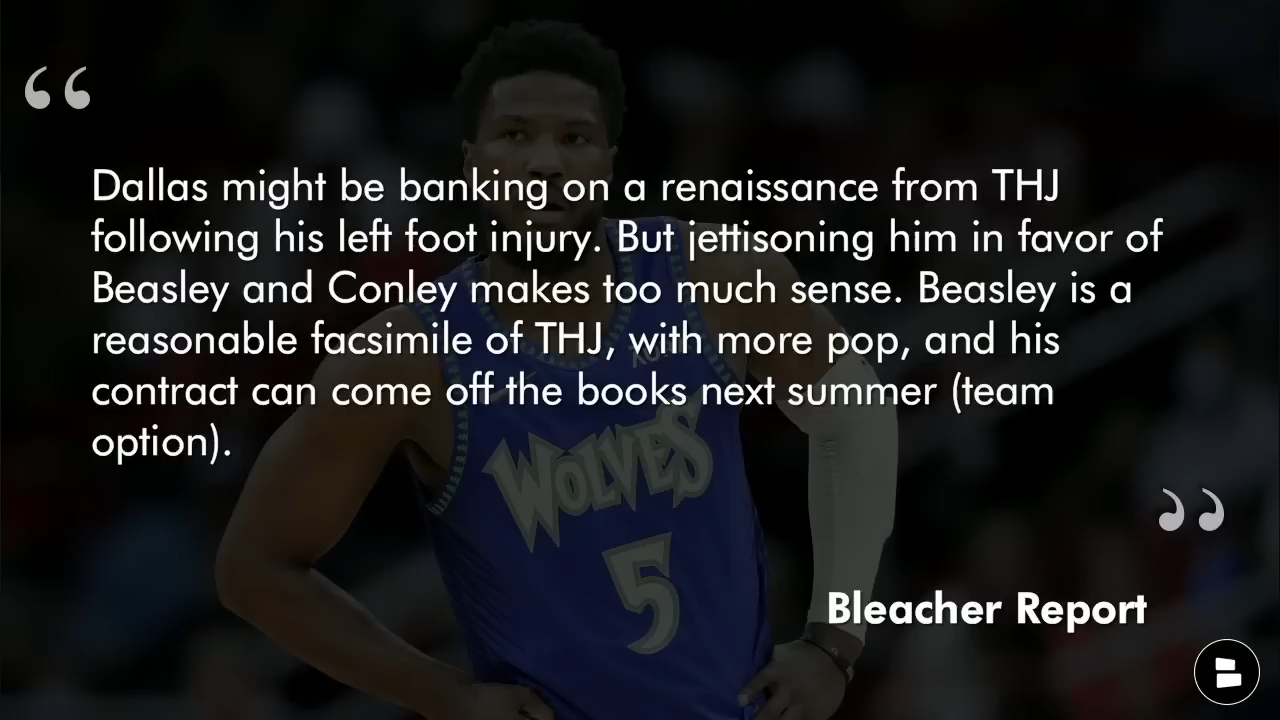 “
Dallas might be banking on a renaissance from THJ
following his left foot injury. But jettisoning him in favor of
Beasley and Conley makes too much sense. Beasley is a
reasonable facsimile of THJ, with more pop, and his
contract can come off the books next summer (team
option).
”
WOLVES
5
Bleacher Report